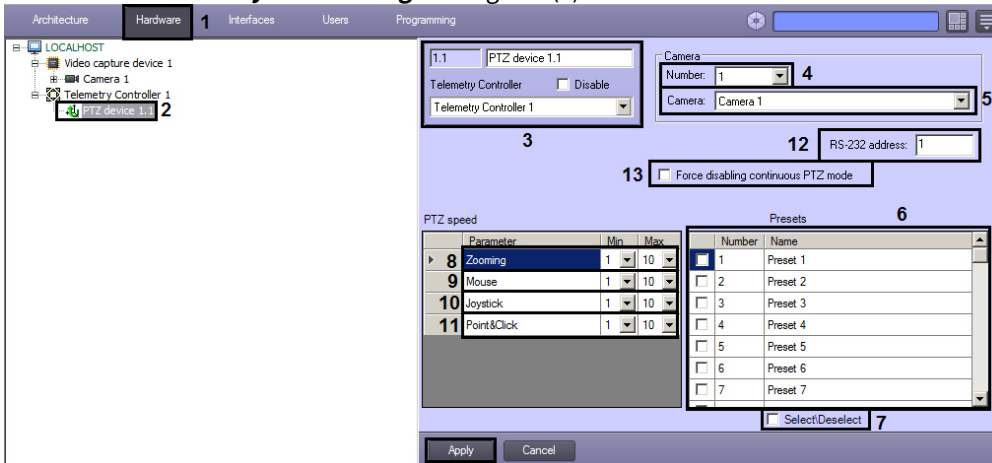 Architecture Hardware 1 Interfaces Users Programming
LOCALHOST
Video capture device 1
Camera 1
Telemetry Controller 1
PTZ device 1.1 2
1.1 PTZ device 1.1
Telemetry Controller Disable
Telemetry Controller 1
3
Camera
Number: 1 4
Camera: Camera 1 5
12 RS-232 address: 1
13 Force disabling continuous PTZ mode
PTZ speed
Parameter Min Max
8 Zooming 1 10
9 Mouse 1 10
10 Joystick 1 10
11 Point&Click 1 10
Presets 6
Number Name
1 Preset 1
2 Preset 2
3 Preset 3
4 Preset 4
5 Preset 5
6 Preset 6
7 Preset 7
Select\Deselect 7
Apply Cancel